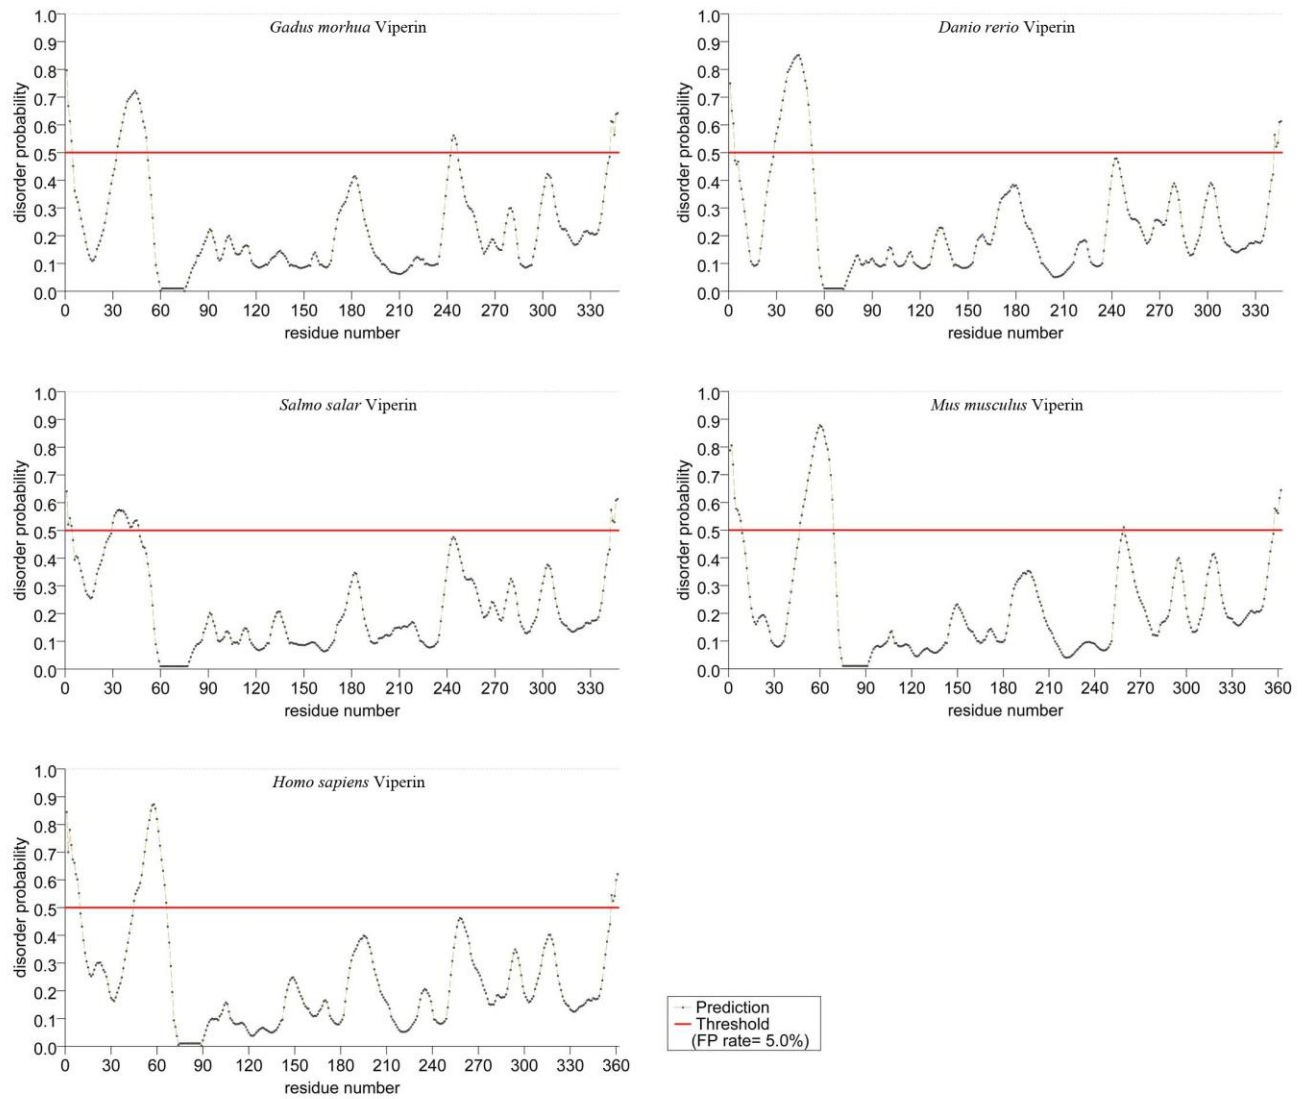 Gadus morhua Viperin
disorder probability
1.0
0.9
0.8
0.7
0.6
0.5
0.4
0.3
0.2
0.1
0.0
0 30 60 90 120 150 180 210 240 270 300 330
residue number
Danio rerio Viperin
disorder probability
1.0
0.9
0.8
0.7
0.6
0.5
0.4
0.3
0.2
0.1
0.0
0 30 60 90 120 150 180 210 240 270 300 330
residue number
Salmo salar Viperin
disorder probability
1.0
0.9
0.8
0.7
0.6
0.5
0.4
0.3
0.2
0.1
0.0
0 30 60 90 120 150 180 210 240 270 300 330
residue number
Mus musculus Viperin
disorder probability
1.0
0.9
0.8
0.7
0.6
0.5
0.4
0.3
0.2
0.1
0.0
0 30 60 90 120 150 180 210 240 270 300 330 360
residue number
Homo sapiens Viperin
disorder probability
1.0
0.9
0.8
0.7
0.6
0.5
0.4
0.3
0.2
0.1
0.0
0 30 60 90 120 150 180 210 240 270 300 330 360
residue number
Prediction
Threshold
(FP rate= 5.0%)